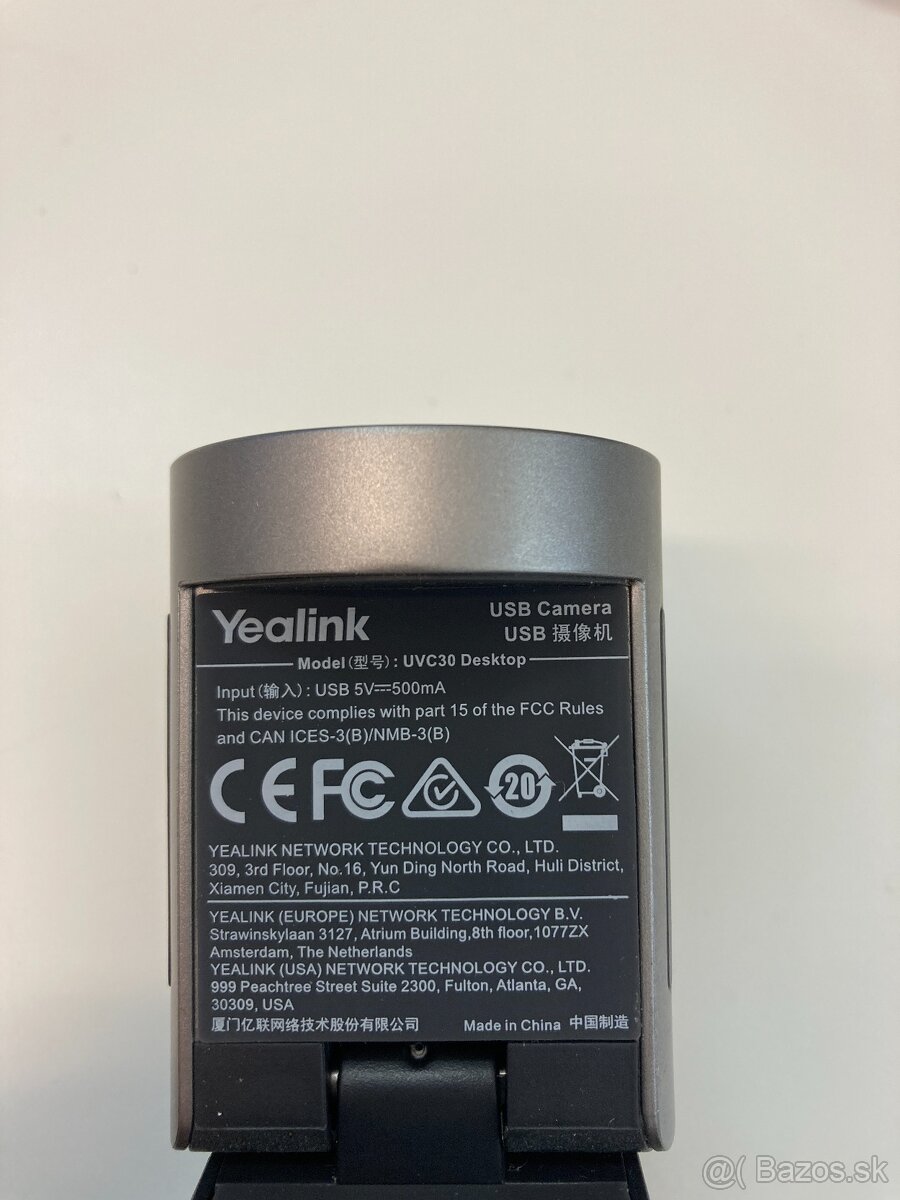 Yealink
USB Camera
USB 摄像机
Model(型号): UVC30 Desktop
Input(输入): USB 5V⎓500mA
This device complies with part 15 of the FCC Rules
and CAN ICES-3(B)/NMB-3(B)
CE FC 20
YEALINK NETWORK TECHNOLOGY CO., LTD.
309, 3rd Floor, No.16, Yun Ding North Road, Huli District,
Xiamen City, Fujian, P.R.C
YEALINK (EUROPE) NETWORK TECHNOLOGY B.V.
Strawinskylaan 3127, Atrium Building,8th floor,1077ZX
Amsterdam, The Netherlands
YEALINK (USA) NETWORK TECHNOLOGY CO., LTD.
999 Peachtree Street Suite 2300, Fulton, Atlanta, GA,
30309, USA
厦门亿联网络技术股份有限公司
Made in China 中国制造
@( Bazos.sk